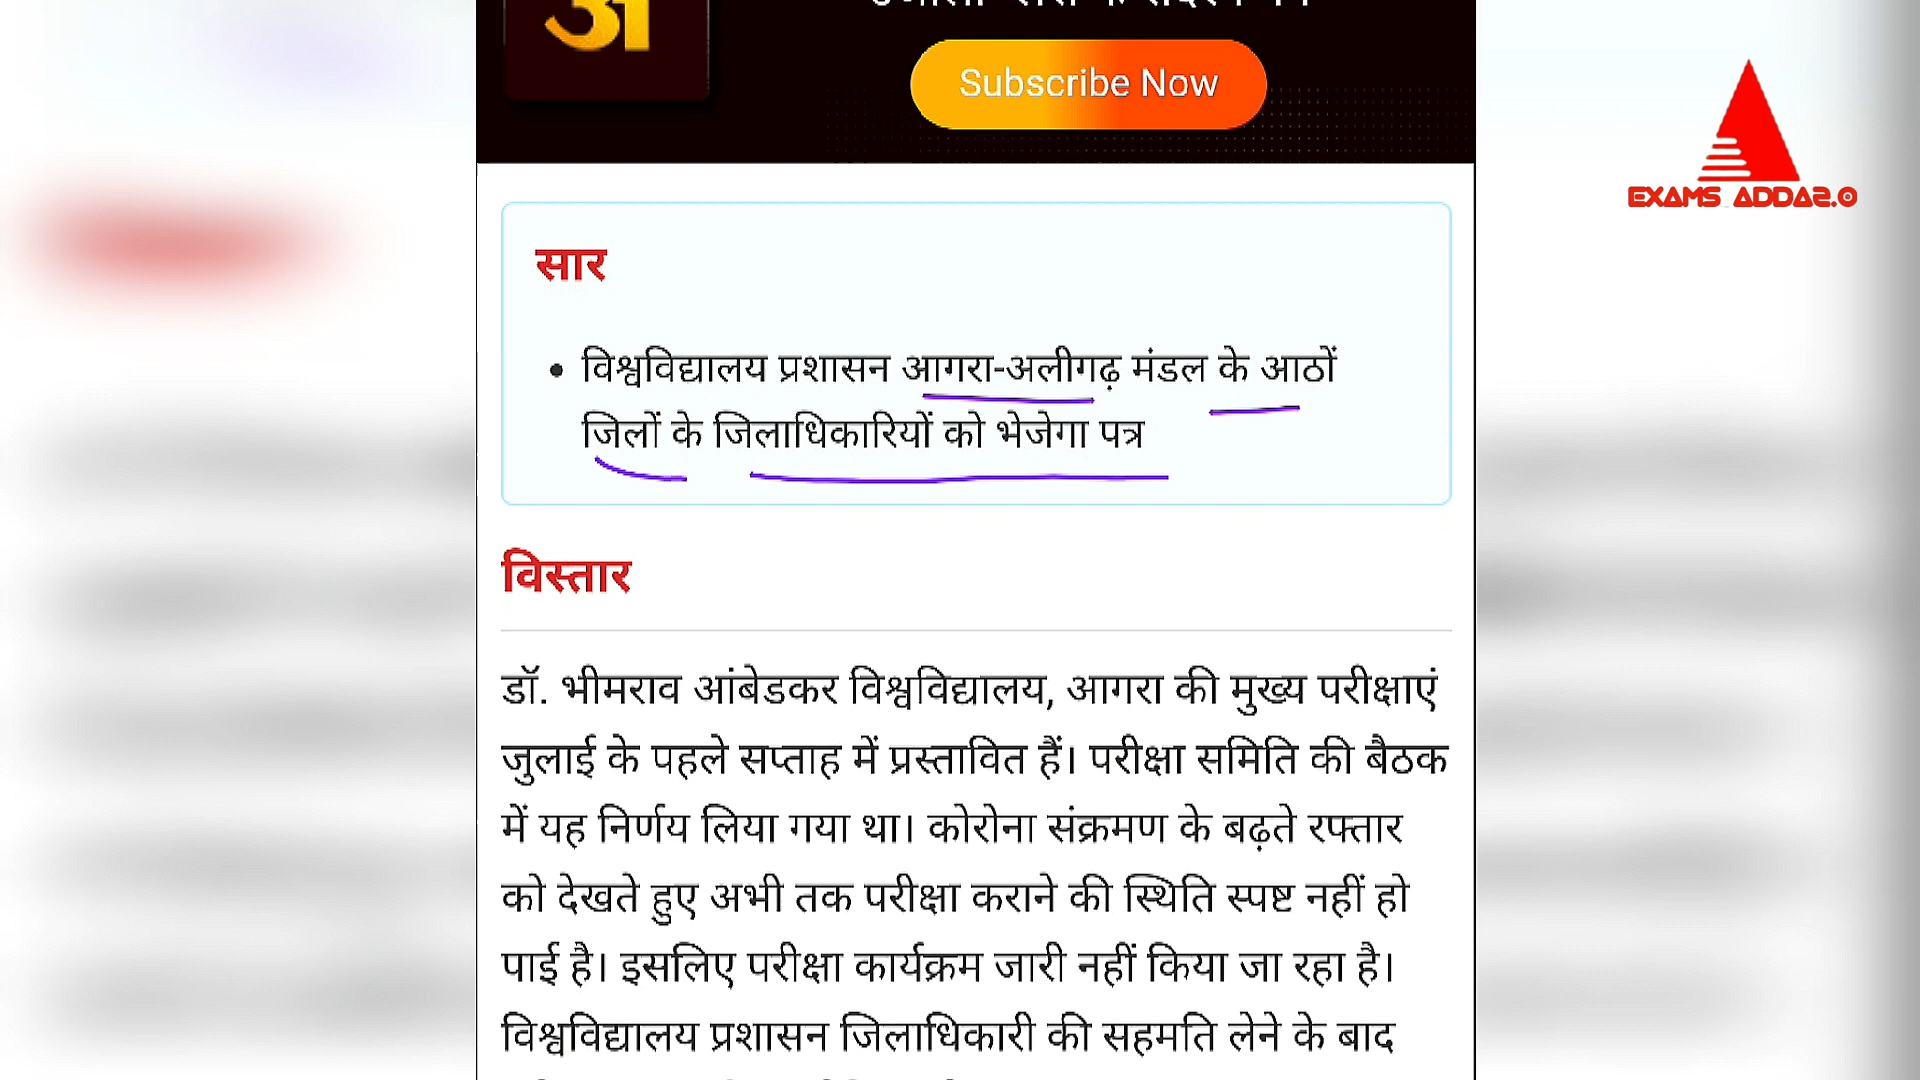 अ
Subscribe Now
EXAMS ADDA2.0
सार
• विश्वविद्यालय प्रशासन आगरा-अलीगढ़ मंडल के आठों
जिलों के जिलाधिकारियों को भेजेगा पत्र
विस्तार
डॉ. भीमराव आंबेडकर विश्वविद्यालय, आगरा की मुख्य परीक्षाएं
जुलाई के पहले सप्ताह में प्रस्तावित हैं। परीक्षा समिति की बैठक
में यह निर्णय लिया गया था। कोरोना संक्रमण के बढ़ते रफ्तार
को देखते हुए अभी तक परीक्षा कराने की स्थिति स्पष्ट नहीं हो
पाई है। इसलिए परीक्षा कार्यक्रम जारी नहीं किया जा रहा है।
विश्वविद्यालय प्रशासन जिलाधिकारी की सहमति लेने के बाद